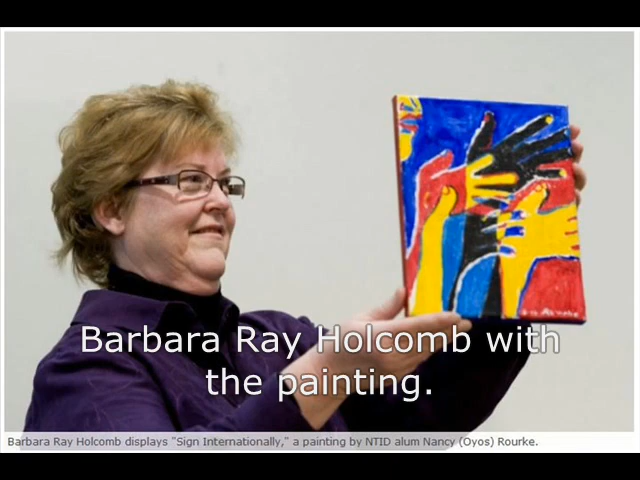 Barbara Ray Holcomb with
the painting.
Barbara Ray Holcomb displays "Sign Internationally," a painting by NTID alum Nancy (Oyos) Rourke.